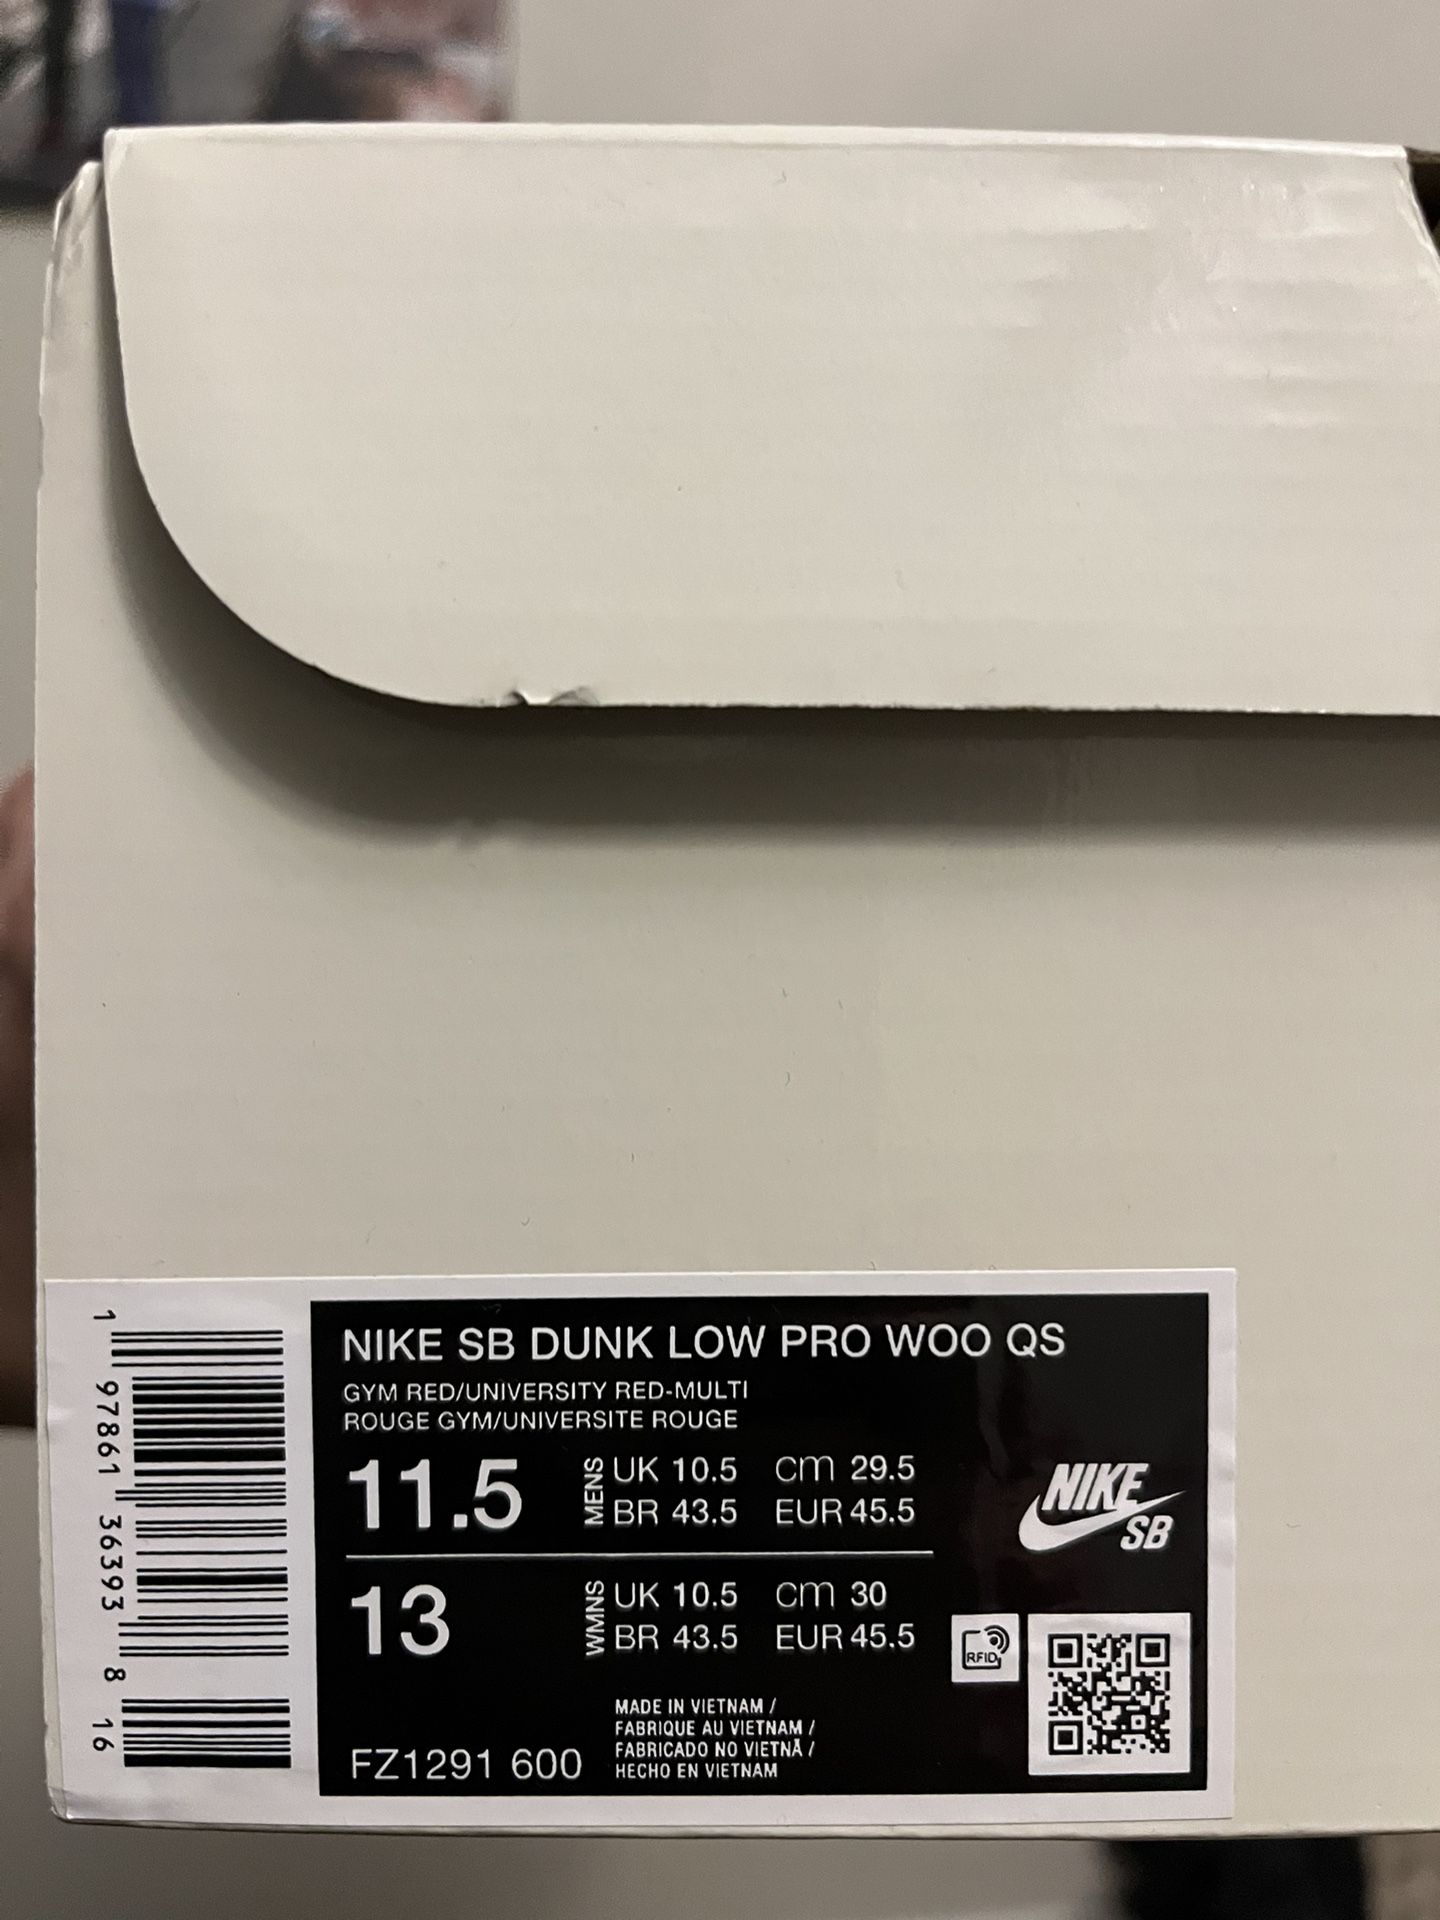 NIKE SB DUNK LOW PRO WOO QS
GYM RED/UNIVERSITY RED-MULTI
ROUGE GYM/UNIVERSITE ROUGE
11.5 MENS UK 10.5 cm 29.5
BR 43.5 EUR 45.5
13 WMNS UK 10.5 cm 30
BR 43.5 EUR 45.5
NIKE
SB
RFID
MADE IN VIETNAM /
FABRIQUE AU VIETNAM /
FABRICADO NO VIETNÃ /
HECHO EN VIETNAM
FZ1291 600
1 97861 36393 8 16